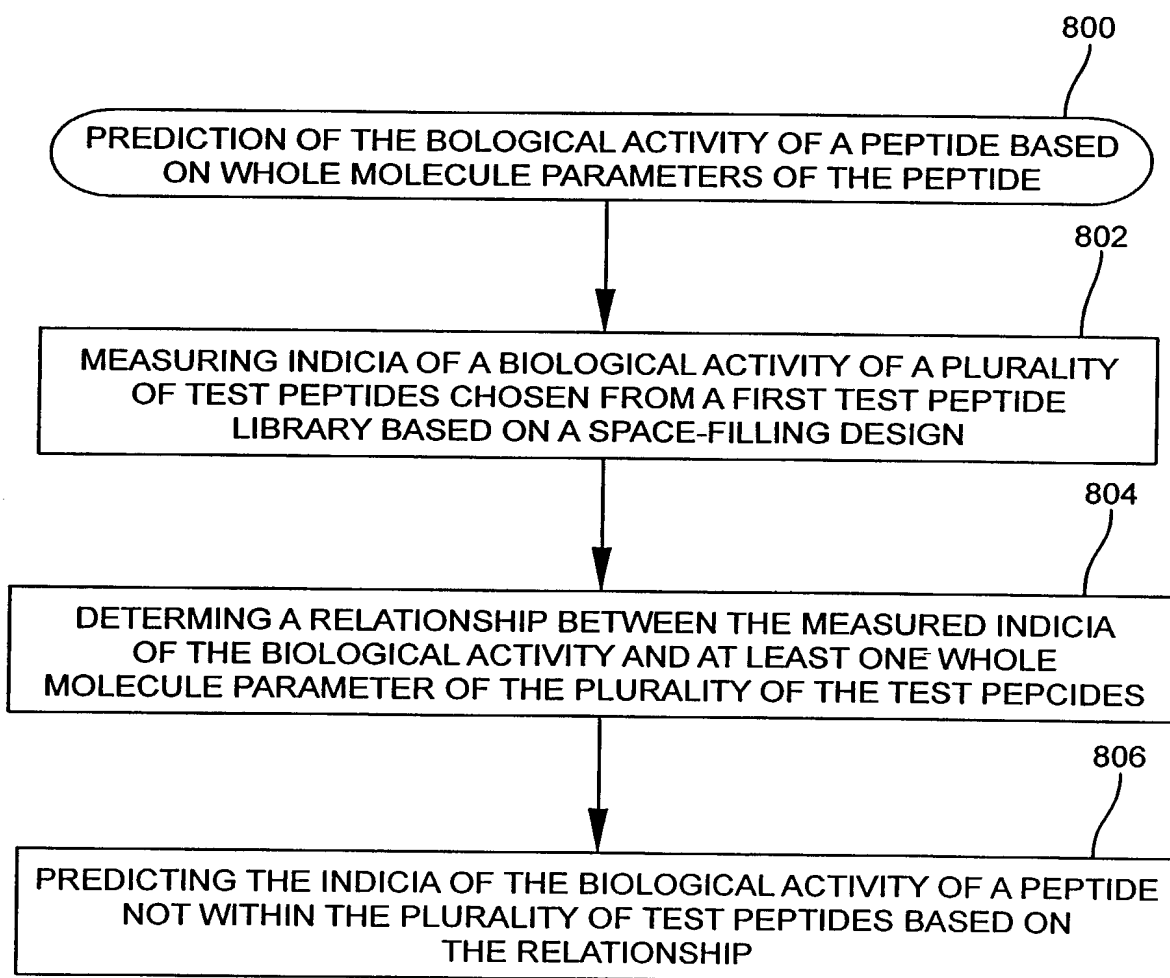 800
PREDICTION OF THE BOLOGICAL ACTIVITY OF A PEPTIDE BASED
ON WHOLE MOLECULE PARAMETERS OF THE PEPTIDE
802
MEASURING INDICIA OF A BIOLOGICAL ACTIVITY OF A PLURALITY
OF TEST PEPTIDES CHOSEN FROM A FIRST TEST PEPTIDE
LIBRARY BASED ON A SPACE-FILLING DESIGN
804
DETERMING A RELATIONSHIP BETWEEN THE MEASURED INDICIA
OF THE BIOLOGICAL ACTIVITY AND AT LEAST ONE WHOLE
MOLECULE PARAMETER OF THE PLURALITY OF THE TEST PEPCIDES
806
PREDICTING THE INDICIA OF THE BIOLOGICAL ACTIVITY OF A PEPTIDE
NOT WITHIN THE PLURALITY OF TEST PEPTIDES BASED ON
THE RELATIONSHIP